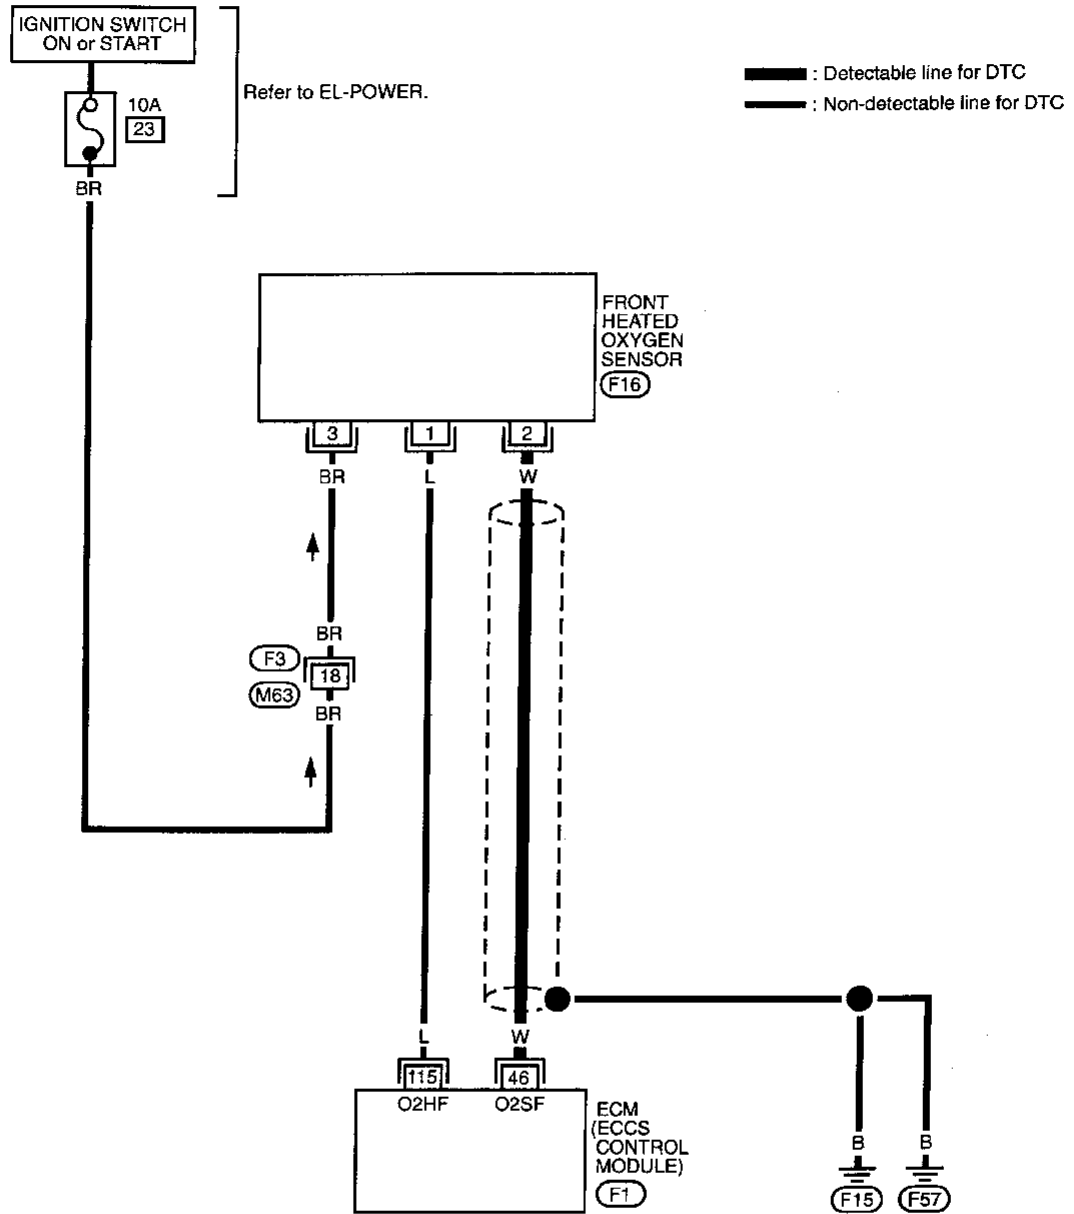 IGNITION SWITCH
ON or START
Refer to EL-POWER.
10A
23
BR
: Detectable line for DTC
: Non-detectable line for DTC
FRONT
HEATED
OXYGEN
SENSOR
F16
3
1
2
BR
L
W
BR
F3
18
M63
BR
L
W
115
46
O2HF
O2SF
ECM
(ECCS
CONTROL
MODULE)
F1
B
B
F15
F57